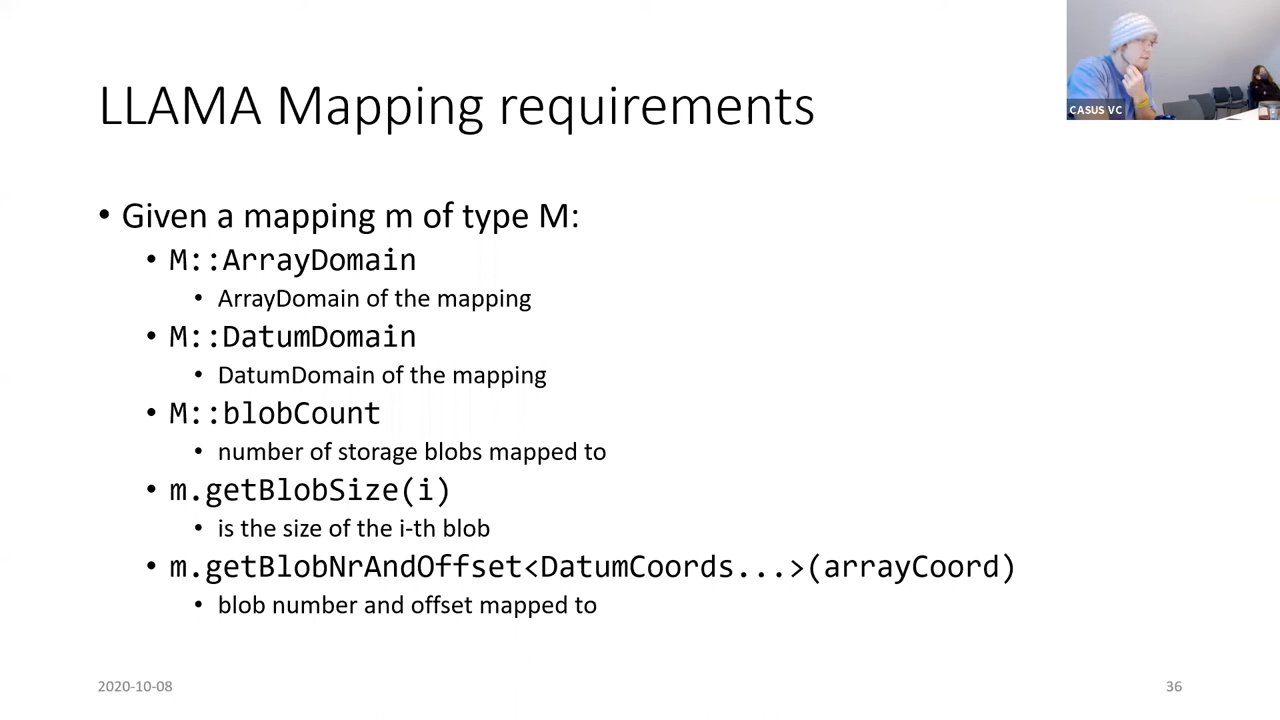 LLAMA Mapping requirements
CASUS VC
• Given a mapping m of type M:
• M::ArrayDomain
• ArrayDomain of the mapping
• M::DatumDomain
• DatumDomain of the mapping
• M::blobCount
• number of storage blobs mapped to
• m.getBlobSize(i)
• is the size of the i-th blob
• m.getBlobNrAndOffset<DatumCoords...>(arrayCoord)
• blob number and offset mapped to
2020-10-08
36